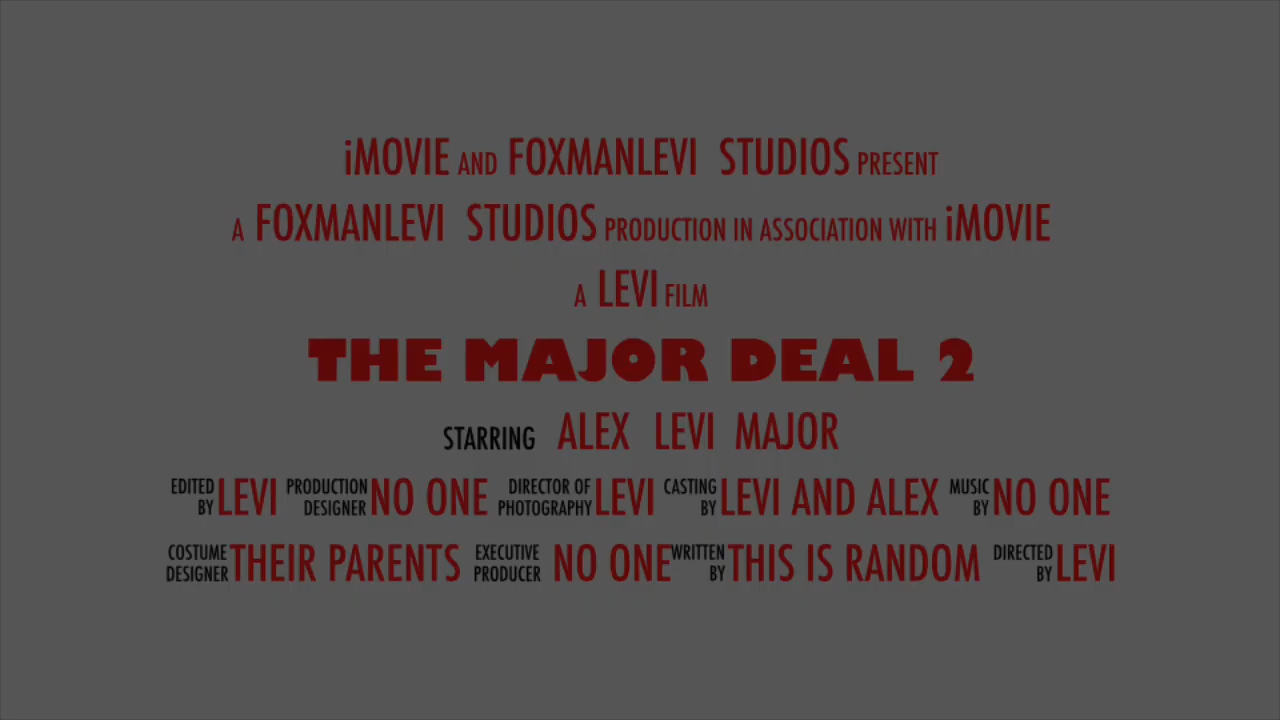 iMOVIE AND FOXMANLEVI STUDIOS PRESENT
A FOXMANLEVI STUDIOS PRODUCTION IN ASSOCIATION WITH iMOVIE
A LEVI FILM
THE MAJOR DEAL 2
STARRING ALEX LEVI MAJOR
EDITED BY LEVI PRODUCTION DESIGNER NO ONE DIRECTOR OF PHOTOGRAPHY LEVI CASTING BY LEVI AND ALEX MUSIC BY NO ONE
COSTUME DESIGNER THEIR PARENTS EXECUTIVE PRODUCER NO ONE WRITTEN BY THIS IS RANDOM DIRECTED BY LEVI